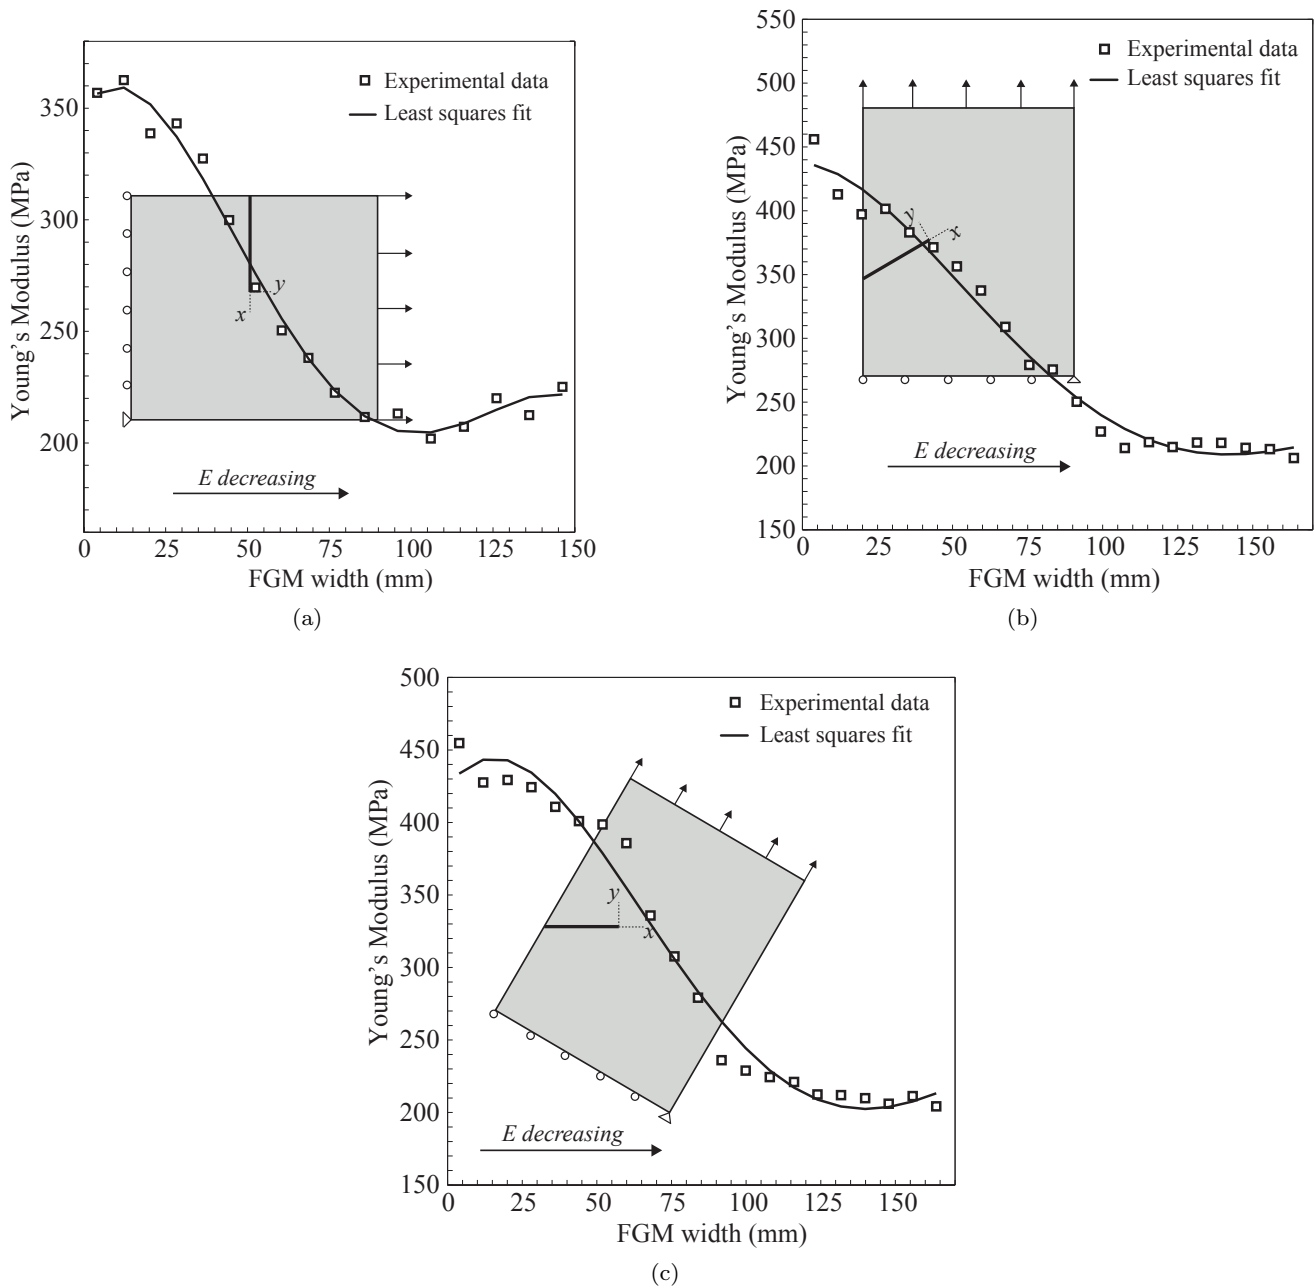 Experimental data
Least squares fit
350
300
250
200
Young's Modulus (MPa)
y
x
E decreasing
0 25 50 75 100 125 150
FGM width (mm)
(a)
550
500
450
400
350
300
250
200
150
Young's Modulus (MPa)
Experimental data
Least squares fit
y
x
E decreasing
0 25 50 75 100 125 150
FGM width (mm)
(b)
500
450
400
350
300
250
200
150
Young's Modulus (MPa)
Experimental data
Least squares fit
y
x
E decreasing
0 25 50 75 100 125 150
FGM width (mm)
(c)